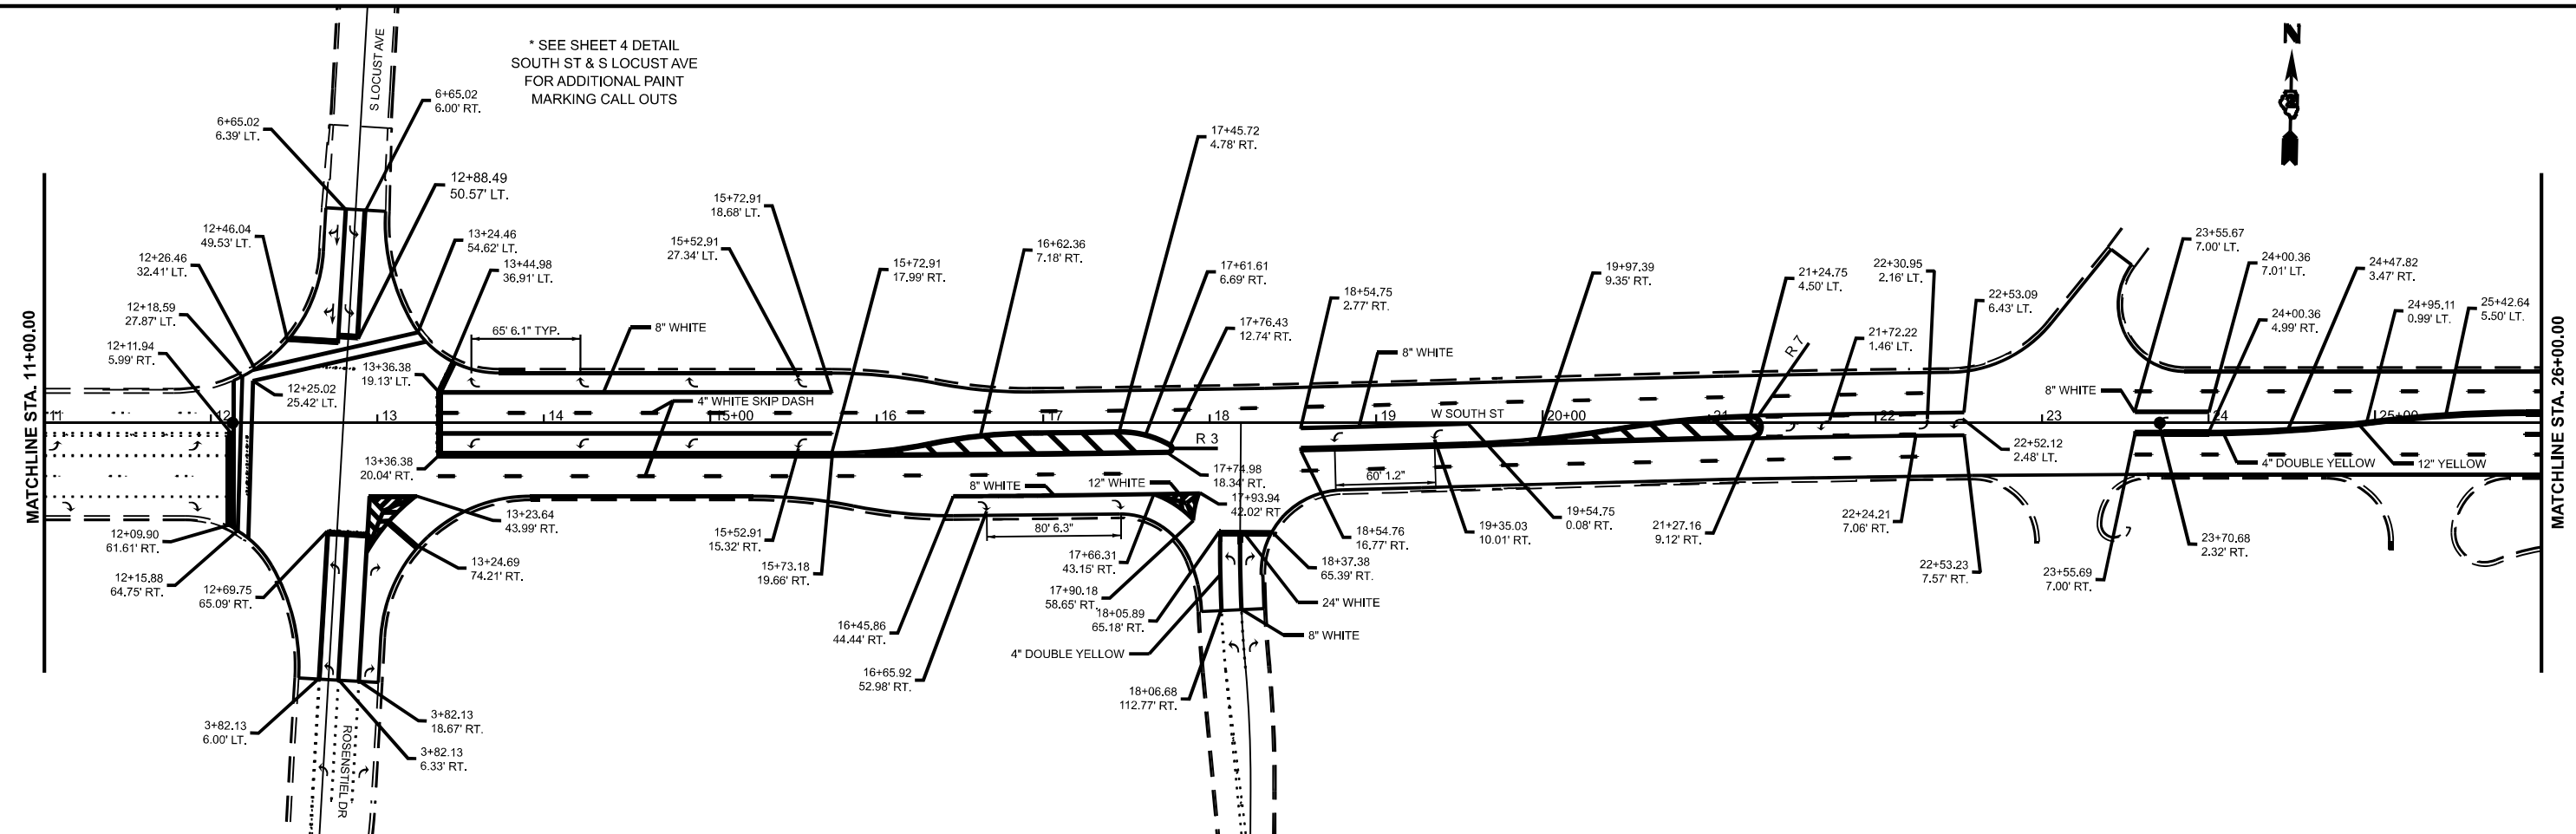 * SEE SHEET 4 DETAIL
SOUTH ST & S LOCUST AVE
FOR ADDITIONAL PAINT
MARKING CALL OUTS
N
S LOCUST AVE
6+65.02
6.39' LT.
6+65.02
6.00' RT.
12+88.49
50.57' LT.
12+46.04
49.53' LT.
12+26.46
32.41' LT.
12+18.59
27.87' LT.
12+11.94
5.99' RT.
13+24.46
54.62' LT.
13+44.98
36.91' LT.
12+25.02
25.42' LT.
13+36.38
19.13' LT.
65' 6.1" TYP.
8" WHITE
15+72.91
18.68' LT.
15+52.91
27.34' LT.
15+72.91
17.99' RT.
16+62.36
7.18' RT.
17+45.72
4.78' RT.
17+61.61
6.69' RT.
17+76.43
12.74' RT.
18+54.75
2.77' RT.
8" WHITE
19+97.39
9.35' RT.
21+24.75
4.50' LT.
R 7
21+72.22
1.46' LT.
22+30.95
2.16' LT.
22+53.09
6.43' LT.
23+55.67
7.00' LT.
24+00.36
7.01' LT.
24+00.36
4.99' RT.
24+47.82
3.47' RT.
24+95.11
0.99' LT.
25+42.64
5.50' LT.
8" WHITE
4" WHITE SKIP DASH
MATCHLINE STA. 11+00.00
11
12
13
14
15+00
16
17
18
19
W SOUTH ST
20+00
21
22
23
24
25+00
MATCHLINE STA. 26+00.00
R 3
13+36.38
20.04' RT.
13+23.64
43.99' RT.
13+24.69
74.21' RT.
12+09.90
61.61' RT.
12+15.88
64.75' RT.
12+69.75
65.09' RT.
15+52.91
15.32' RT.
15+73.18
19.66' RT.
8" WHITE
12" WHITE
80' 6.3"
17+74.98
18.34' RT.
17+93.94
42.02' RT.
17+66.31
43.15' RT.
17+90.18
58.65' RT.
18+05.89
65.18' RT.
16+45.86
44.44' RT.
16+65.92
52.98' RT.
4" DOUBLE YELLOW
18+06.68
112.77' RT.
18+37.38
65.39' RT.
24" WHITE
8" WHITE
18+54.76
16.77' RT.
60' 1.2"
19+35.03
10.01' RT.
19+54.75
0.08' RT.
21+27.16
9.12' RT.
22+24.21
7.06' RT.
22+52.12
2.48' LT.
22+53.23
7.57' RT.
23+55.69
7.00' RT.
23+70.68
2.32' RT.
4" DOUBLE YELLOW
12" YELLOW
3+82.13
6.00' LT.
3+82.13
18.67' RT.
3+82.13
6.33' RT.
ROSENSTIEL DR